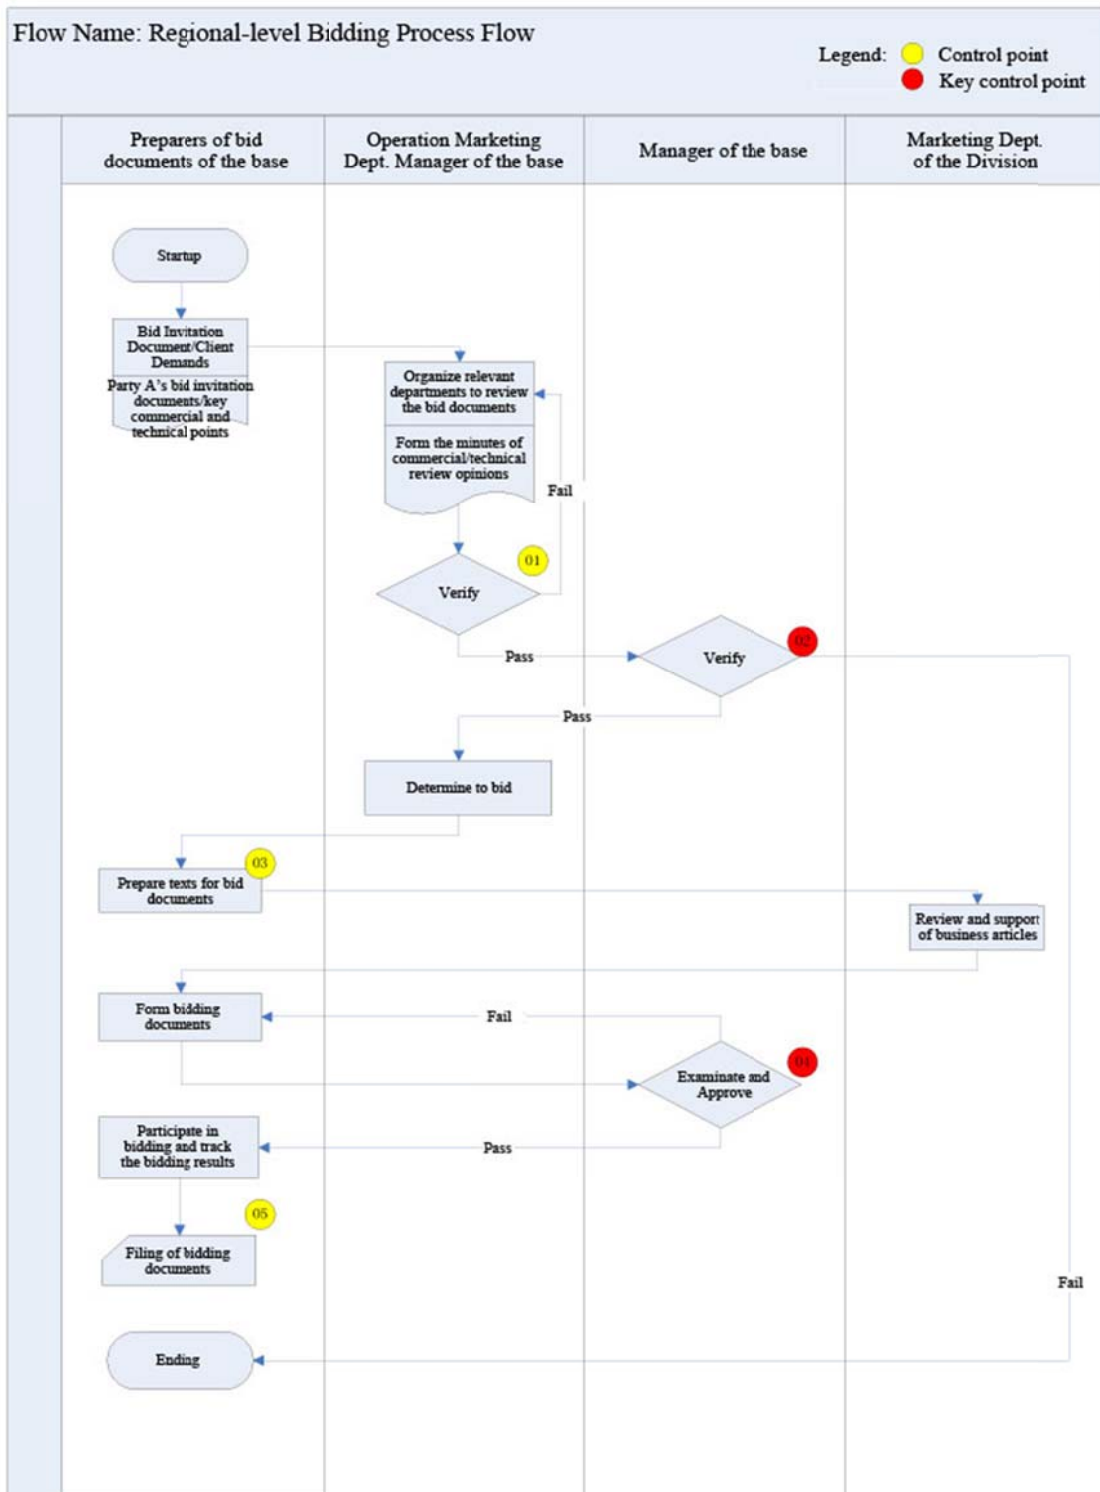 Flow Name: Regional-level Bidding Process Flow
Legend:
Control point
Key control point
Preparers of bid
documents of the base
Operation Marketing
Dept. Manager of the base
Manager of the base
Marketing Dept.
of the Division
Startup
Bid Invitation
Document/Client
Demands
Party A's bid invitation
documents/key
commercial and
technical points
Organize relevant
departments to review
the bid documents
Form the minutes of
commercial/technical
review opinions
Fail
01
Verify
02
Verify
Pass
Pass
Determine to bid
03
Prepare texts for bid
documents
Review and support
of business articles
Form bidding
documents
Fail
04
Examinate and
Approve
Participate in
bidding and track
the bidding results
Pass
05
Filing of bidding
documents
Fail
Ending